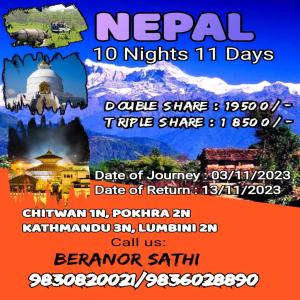 NEPAL
10 Nights 11 Days
DOUBLE SHARE : 19500/-
TRIPLE SHARE : 18500/-
Date of Journey : 03/11/2023
Date of Return : 13/11/2023
CHITWAN 1N, POKHRA 2N
KATHMANDU 3N, LUMBINI 2N
Call us:
BERANOR SATHI
9830820021/9836028890